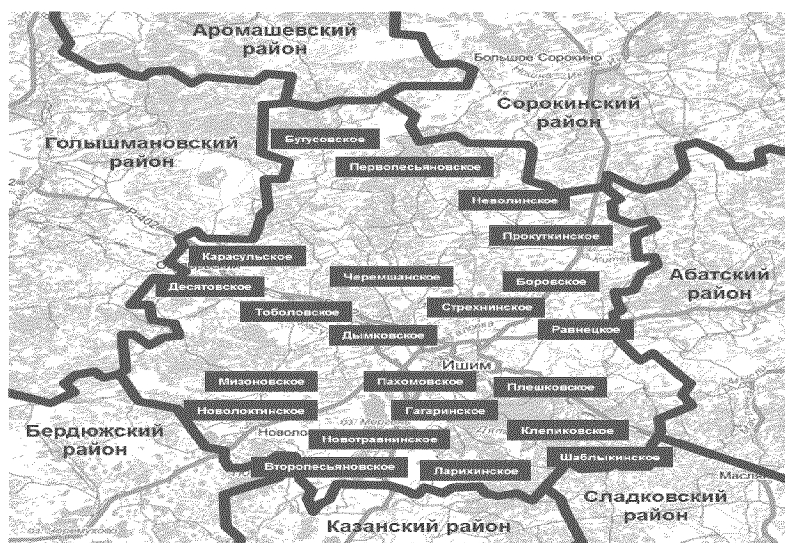 Аромашевский
район
Большое Сорокино
Сорокинский
район
Голышмановский
район
Бутусовское
Первопесьяновское
Неволинское
Р-402
Прокуткинское
Карасульское
Абатский
район
Черемшанское
Боровское
Десятовское
Тоболовское
Стрехнинское
Дымковское
Равнецкое
Ишим
Мизоновское
Пахомовское
Плешковское
Новолоктинское
Гагаринское
Бердюжский
район
Клепиковское
Новотравнинское
Шаблыкинское
Второпесьяновское
Ларихинское
Сладковский
район
Казанский район